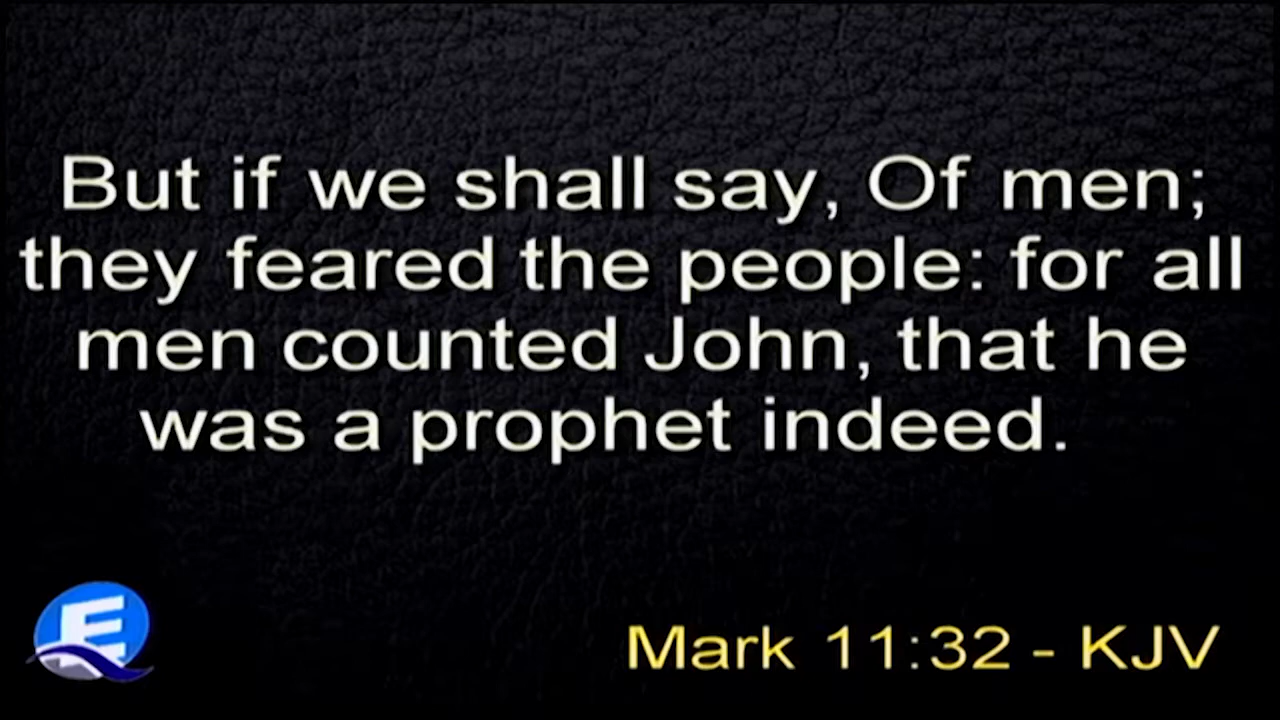 But if we shall say, Of men;
they feared the people: for all
men counted John, that he
was a prophet indeed.
E
Mark 11:32 - KJV